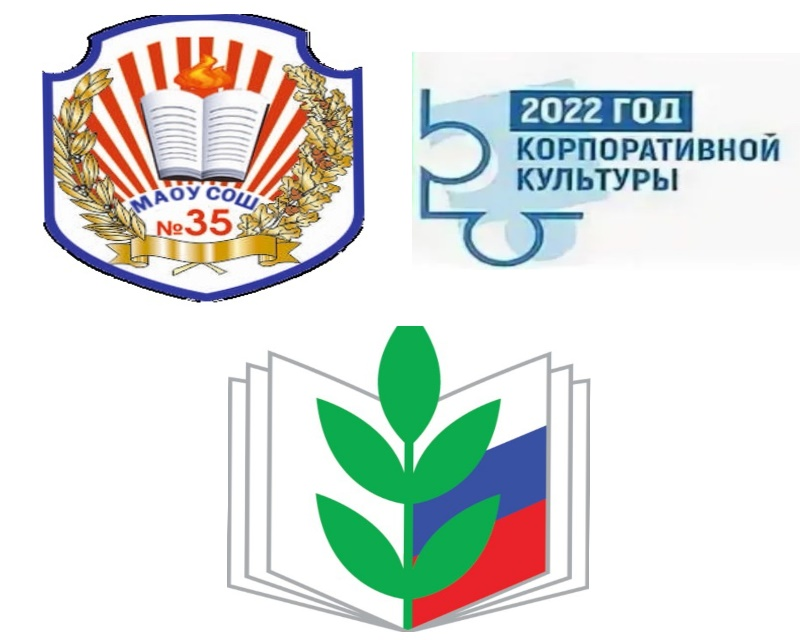 МАОУ СОШ
№35
2022 ГОД
КОРПОРАТИВНОЙ
КУЛЬТУРЫ